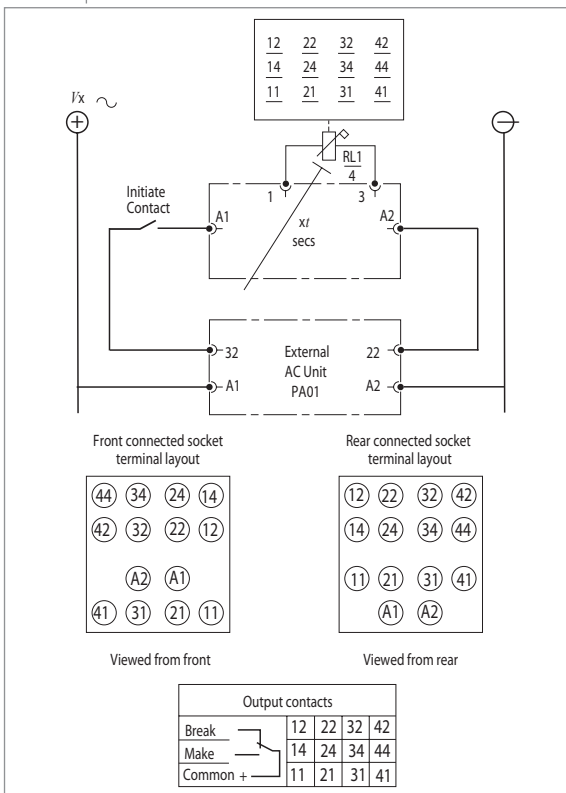 12 22 32 42
14 24 34 44
11 21 31 41
Vx
RL1
4
1
3
Initiate
Contact
A1
xt
secs
A2
32
External
AC Unit
PA01
22
A1
A2
Front connected socket
terminal layout
44 34 24 14
42 32 22 12
A2 A1
41 31 21 11
Viewed from front
Rear connected socket
terminal layout
12 22 32 42
14 24 34 44
11 21 31 41
A1 A2
Viewed from rear
Output contacts
Break 12 22 32 42
Make 14 24 34 44
Common + 11 21 31 41